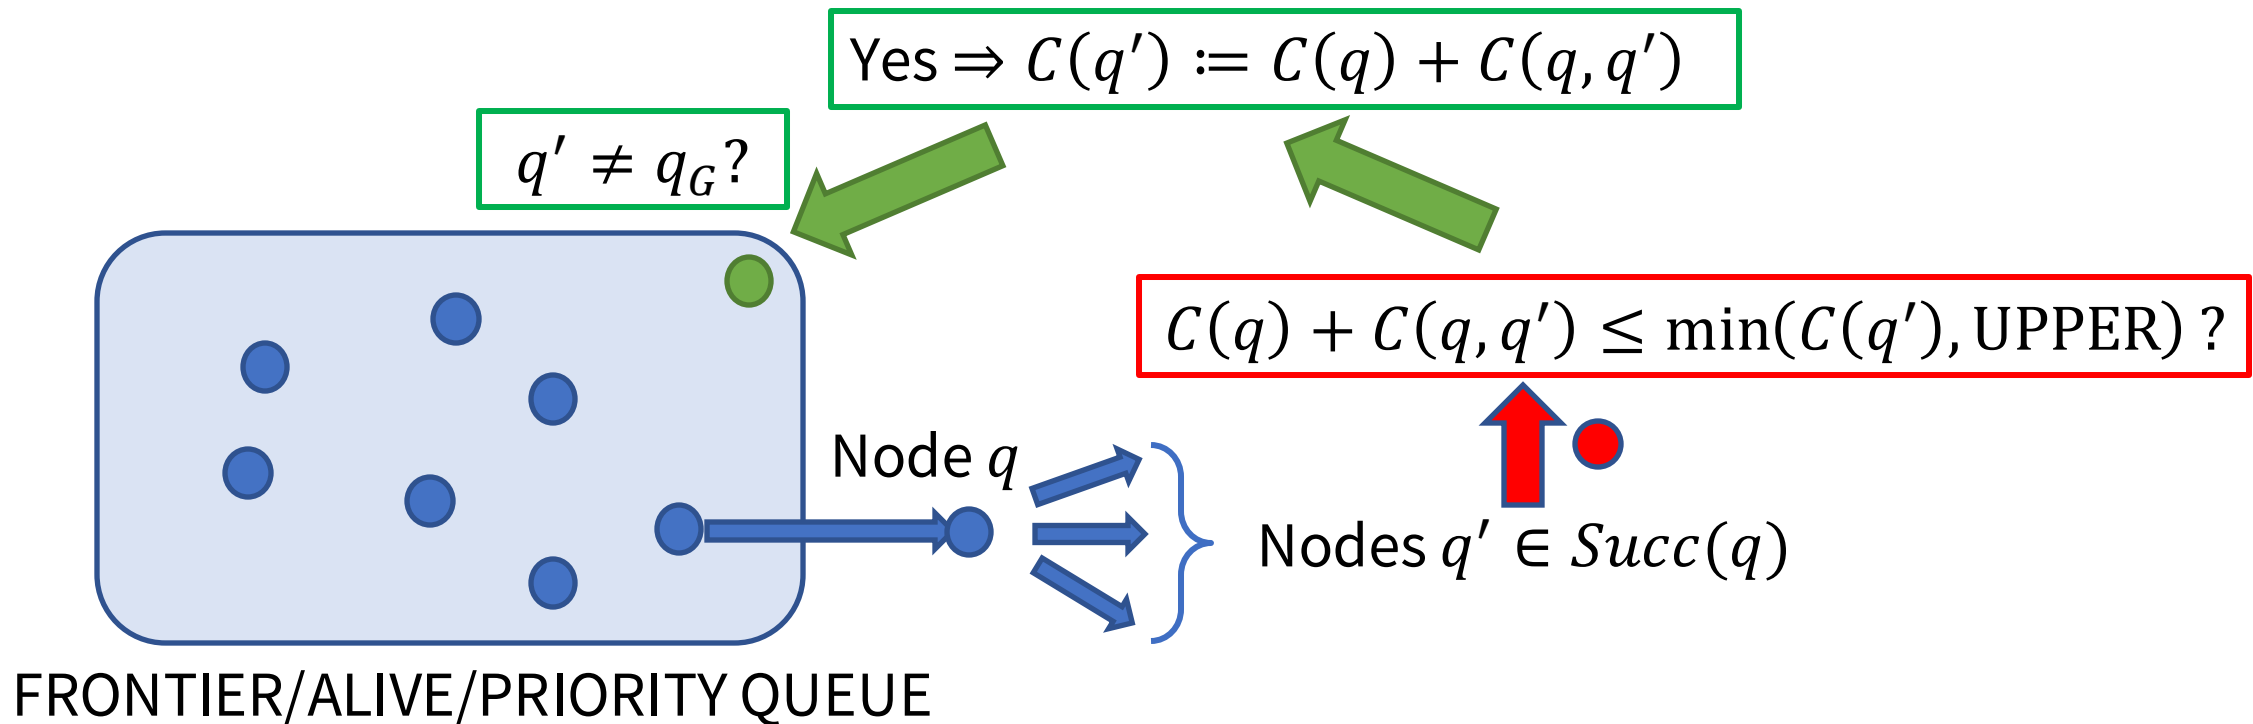 Yes ⇒ C(q′) ≔ C(q) + C(q, q′)
q′ ≠ q_G?
C(q) + C(q, q′) ≤ min(C(q′), UPPER) ?
Node q
Nodes q′ ∈ Succ(q)
FRONTIER/ALIVE/PRIORITY QUEUE